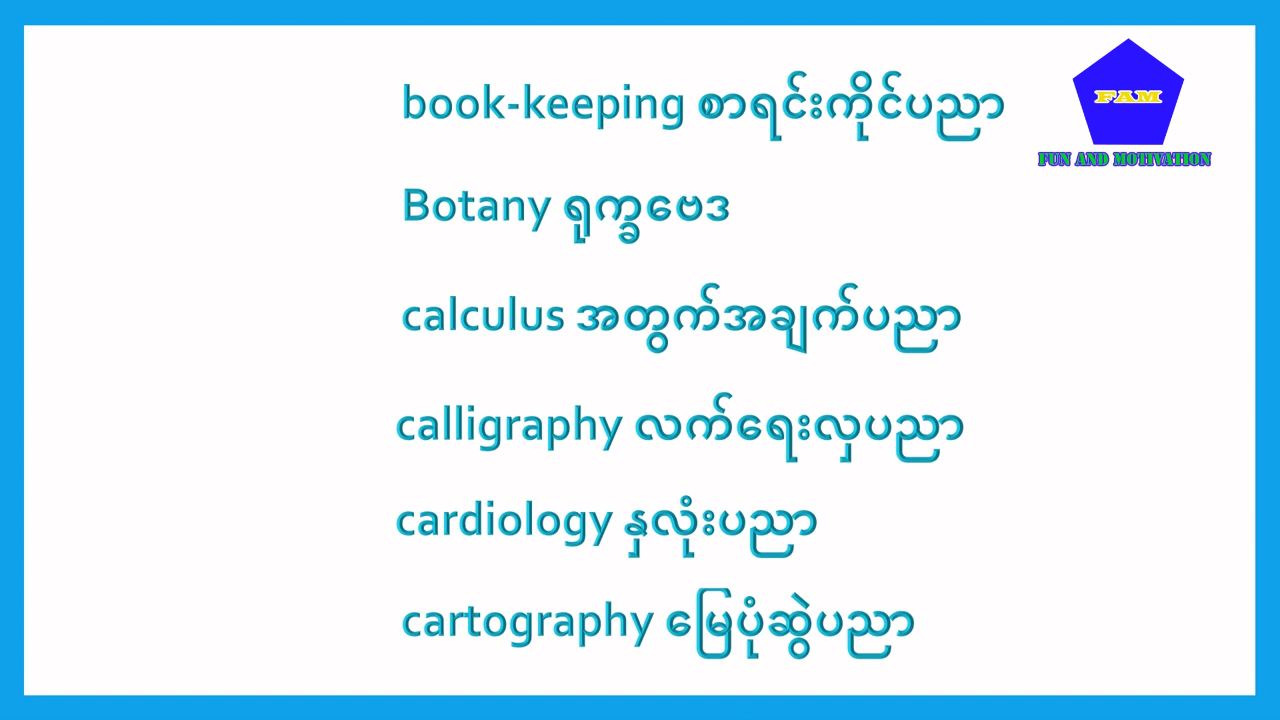 book-keeping စာရင်းကိုင်ပညာ
FAM
FUN AND MOTIVATION
Botany ရုက္ခဗေဒ
calculus အတွက်အချက်ပညာ
calligraphy လက်ရေးလှပညာ
cardiology နှလုံးပညာ
cartography မြေပုံဆွဲပညာ